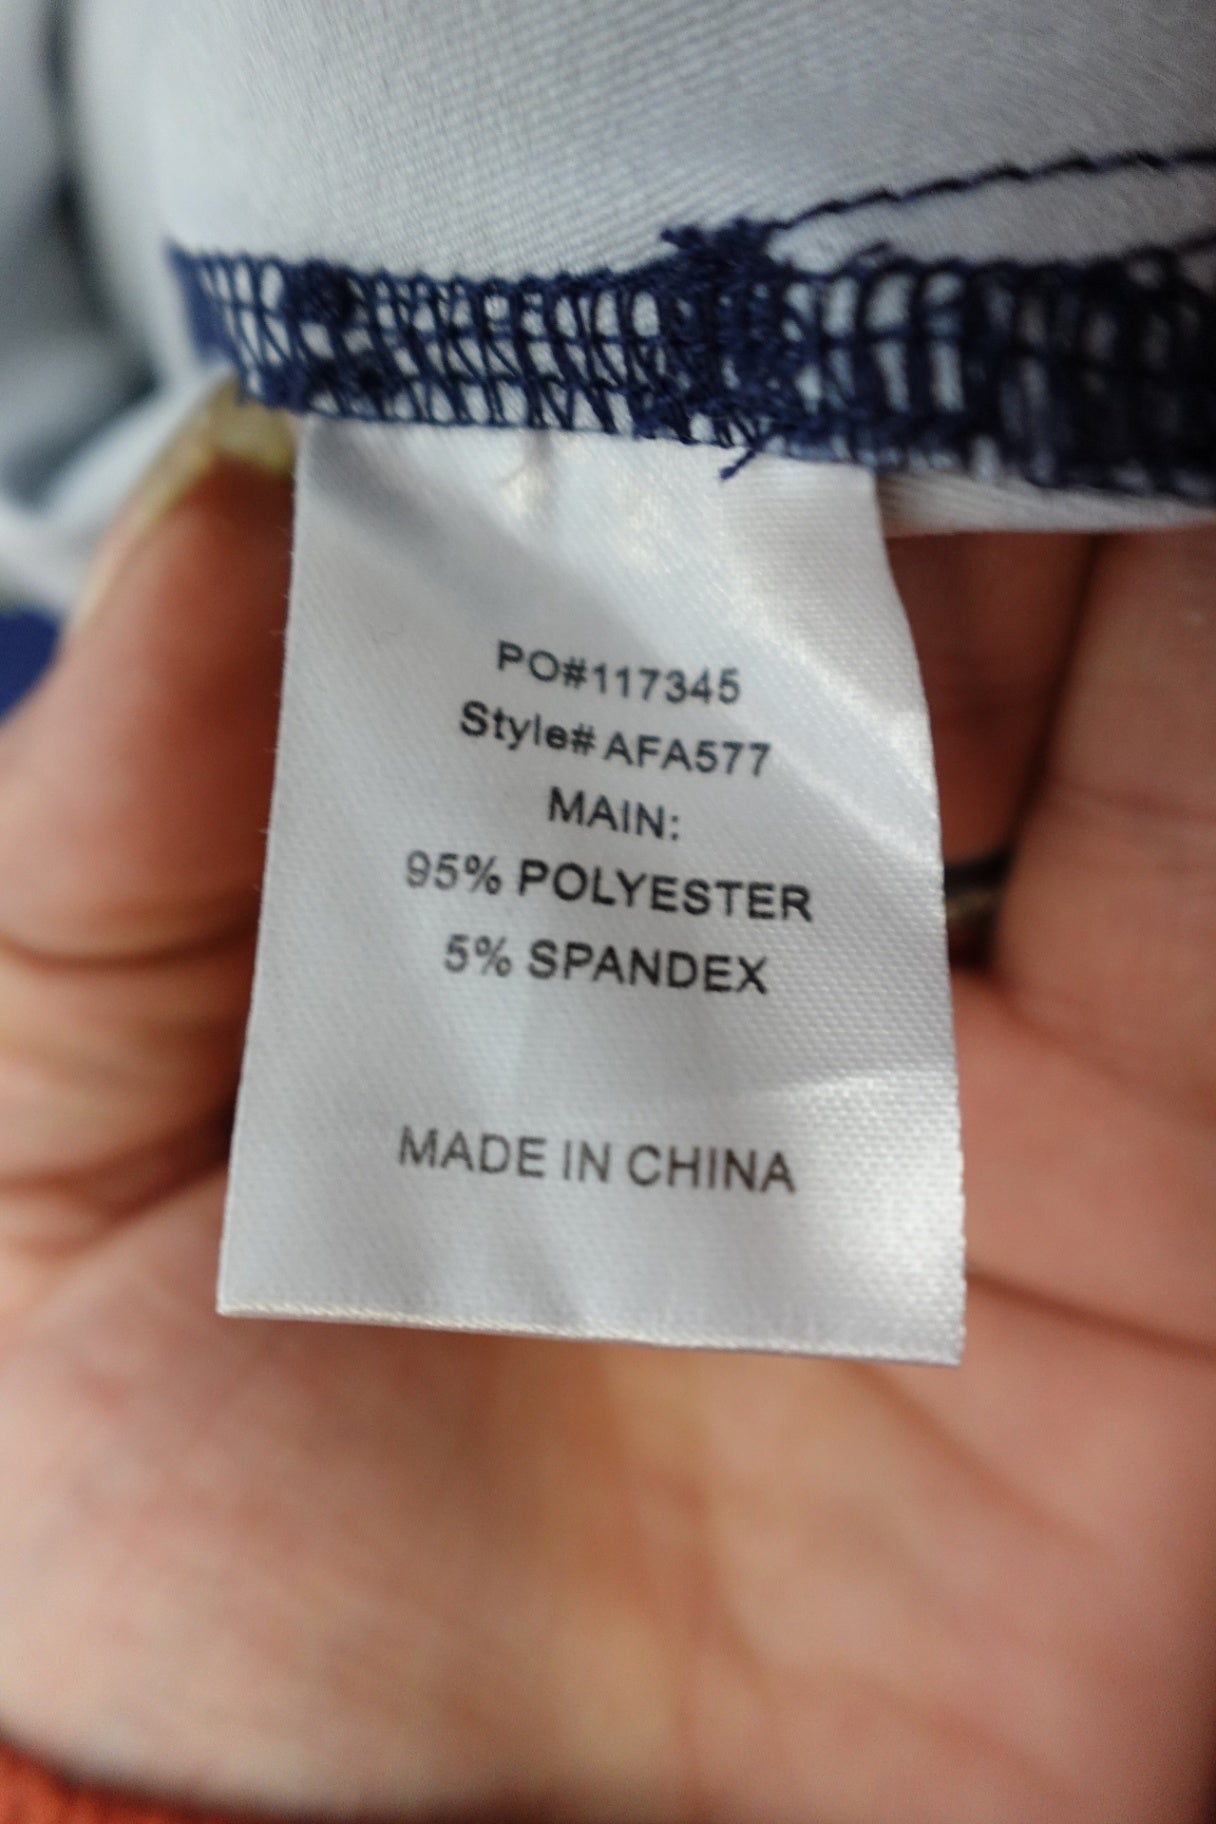 PO#117345
Style# AFA577
MAIN:
95% POLYESTER
5% SPANDEX
MADE IN CHINA